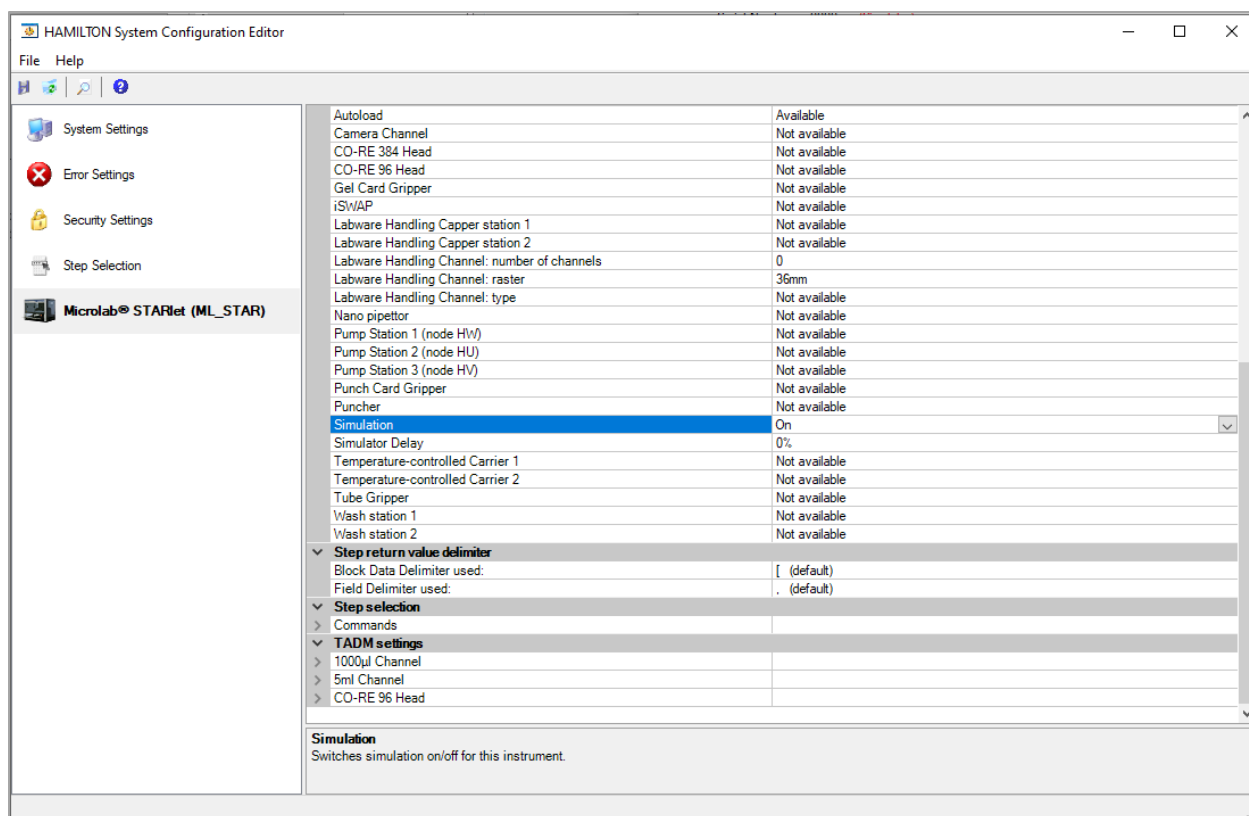 HAMILTON System Configuration Editor
File Help
System Settings
Error Settings
Security Settings
Step Selection
Microlab® STARlet (ML_STAR)
Autoload Available
Camera Channel Not available
CO-RE 384 Head Not available
CO-RE 96 Head Not available
Gel Card Gripper Not available
iSWAP Not available
Labware Handling Capper station 1 Not available
Labware Handling Capper station 2 Not available
Labware Handling Channel: number of channels 0
Labware Handling Channel: raster 36mm
Labware Handling Channel: type Not available
Nano pipettor Not available
Pump Station 1 (node HW) Not available
Pump Station 2 (node HU) Not available
Pump Station 3 (node HV) Not available
Punch Card Gripper Not available
Puncher Not available
Simulation On
Simulator Delay 0%
Temperature-controlled Carrier 1 Not available
Temperature-controlled Carrier 2 Not available
Tube Gripper Not available
Wash station 1 Not available
Wash station 2 Not available
Step return value delimiter
Block Data Delimiter used: [ (default)
Field Delimiter used: , (default)
Step selection
Commands
TADM settings
1000µl Channel
5ml Channel
CO-RE 96 Head
Simulation
Switches simulation on/off for this instrument.